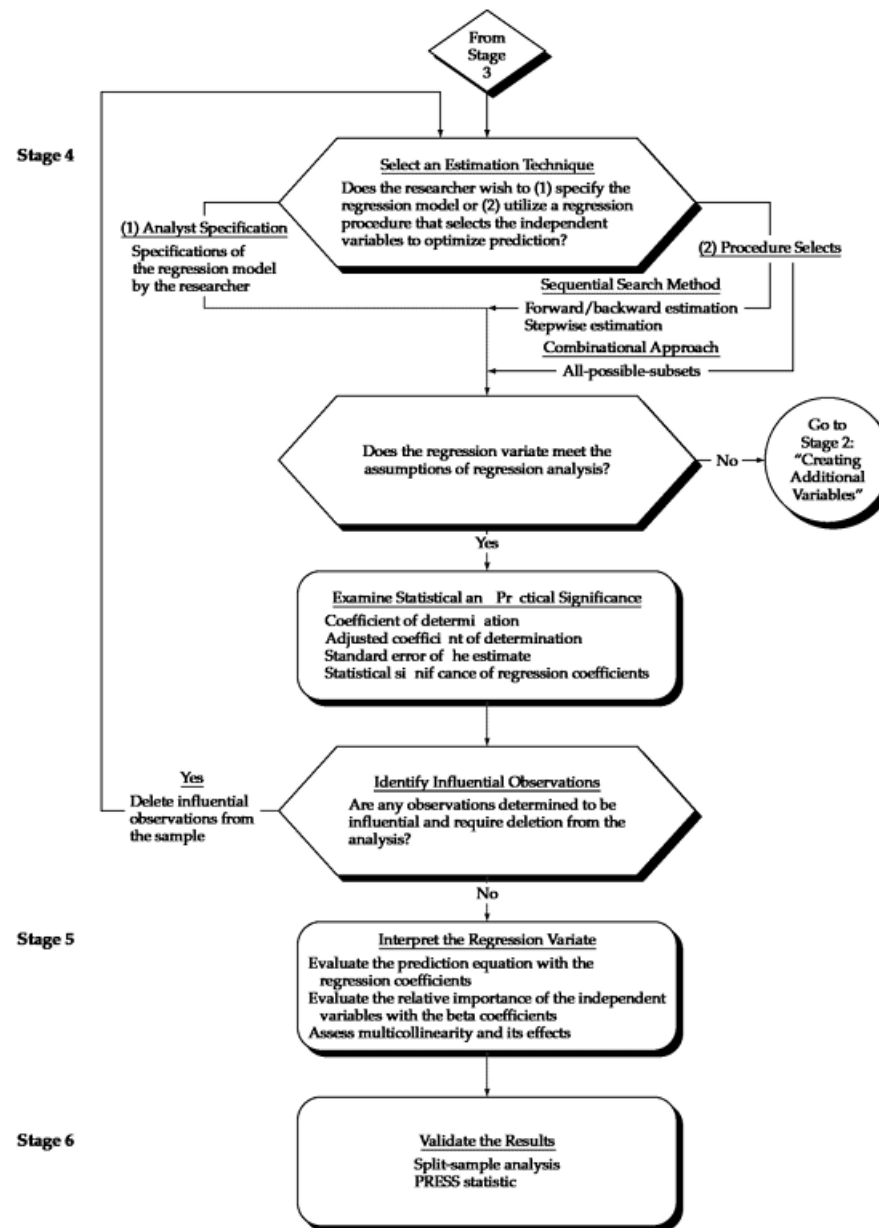 From
Stage
3
Stage 4
Select an Estimation Technique
Does the researcher wish to (1) specify the
regression model or (2) utilize a regression
procedure that selects the independent
variables to optimize prediction?
(1) Analyst Specification
Specifications of
the regression model
by the researcher
(2) Procedure Selects
Sequential Search Method
Forward/backward estimation
Stepwise estimation
Combinational Approach
All-possible-subsets
Does the regression variate meet the
assumptions of regression analysis?
No
Go to
Stage 2:
"Creating
Additional
Variables"
Yes
Examine Statistical an Pr ctical Significance
Coefficient of determi ation
Adjusted coeffici nt of determination
Standard error of he estimate
Statistical si nif cance of regression coefficients
Identify Influential Observations
Are any observations determined to be
influential and require deletion from the
analysis?
Yes
Delete influential
observations from
the sample
No
Stage 5
Interpret the Regression Variate
Evaluate the prediction equation with the
regression coefficients
Evaluate the relative importance of the independent
variables with the beta coefficients
Assess multicollinearity and its effects
Stage 6
Validate the Results
Split-sample analysis
PRESS statistic